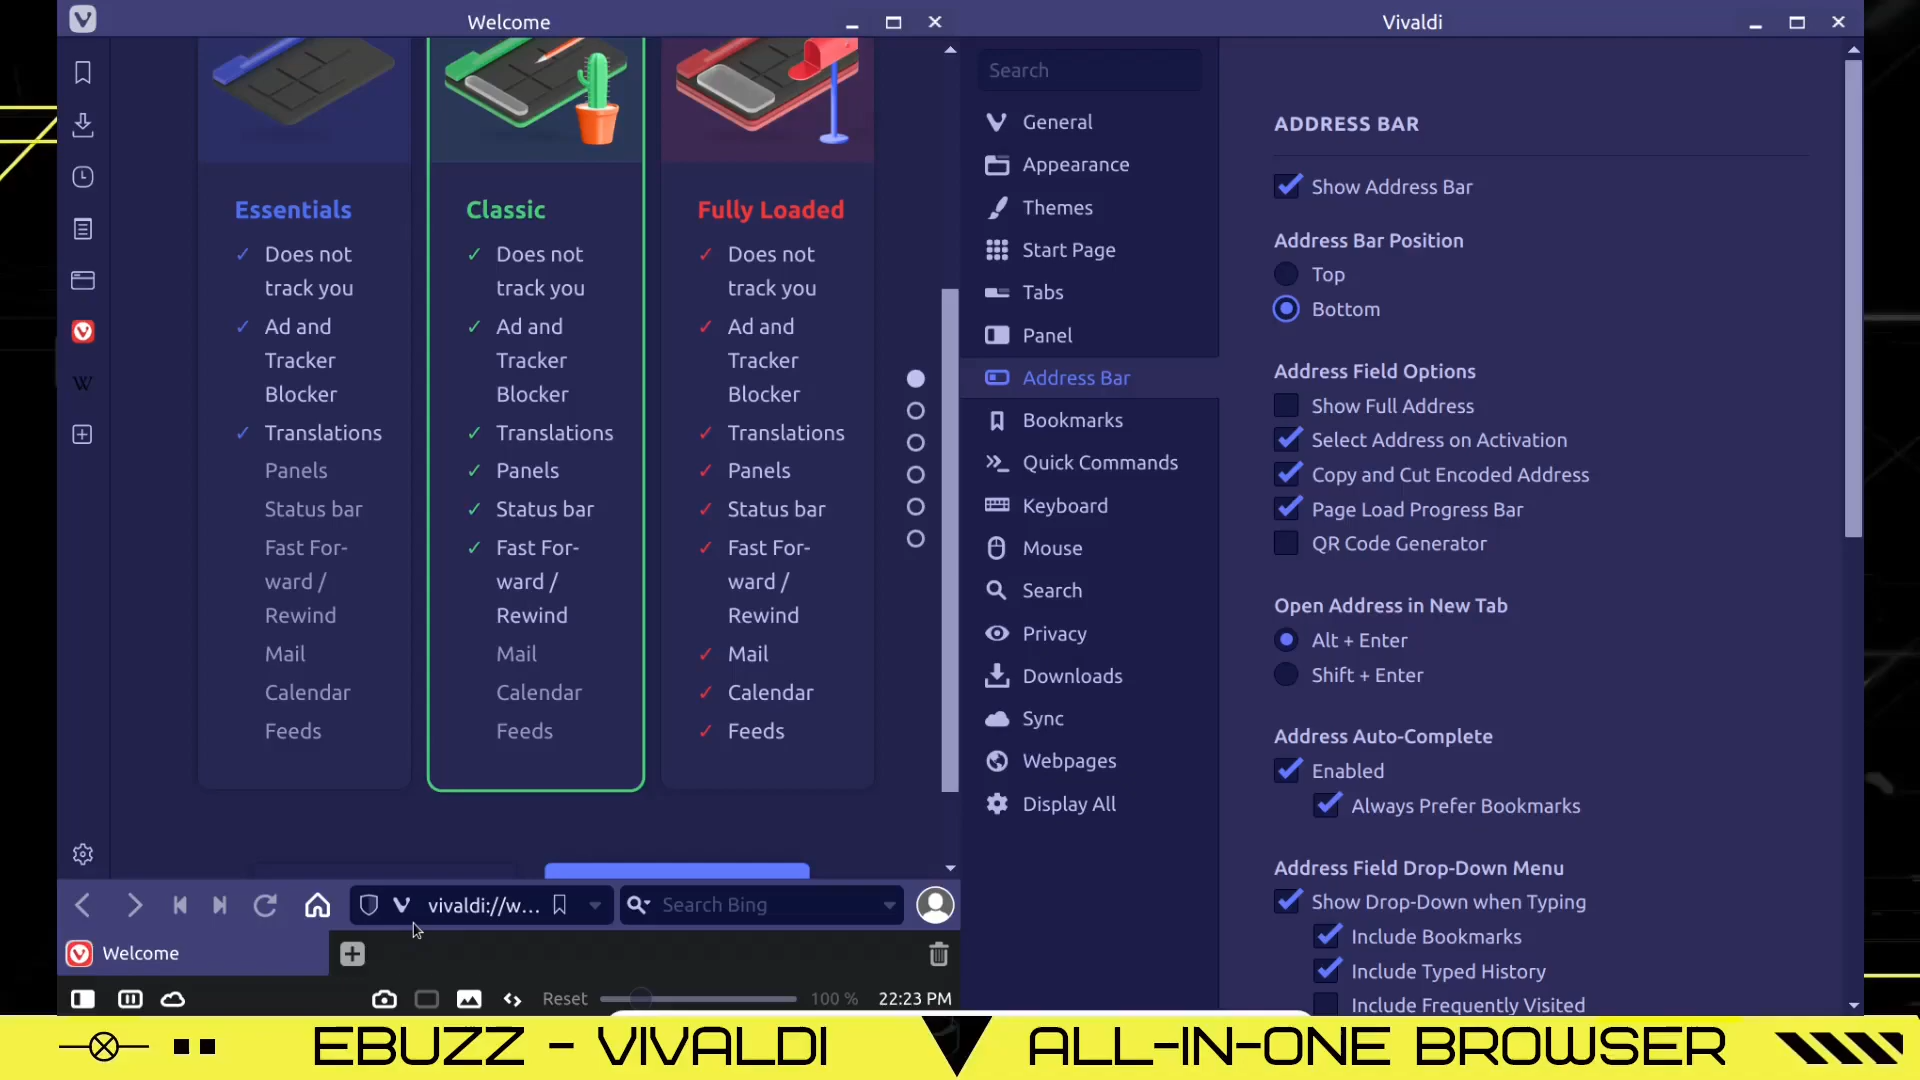 Welcome
Essentials
✓ Does not
track you
✓ Ad and
Tracker
Blocker
✓ Translations
Panels
Status bar
Fast For-
ward /
Rewind
Mail
Calendar
Feeds
Classic
✓ Does not
track you
✓ Ad and
Tracker
Blocker
✓ Translations
✓ Panels
✓ Status bar
✓ Fast For-
ward /
Rewind
Mail
Calendar
Feeds
Fully Loaded
✓ Does not
track you
✓ Ad and
Tracker
Blocker
✓ Translations
✓ Panels
✓ Status bar
✓ Fast For-
ward /
Rewind
✓ Mail
✓ Calendar
✓ Feeds
W
vivaldi://w...
Search Bing
Welcome
Reset
100 %
22:23 PM
Vivaldi
Search
General
Appearance
Themes
Start Page
Tabs
Panel
Address Bar
Bookmarks
Quick Commands
Keyboard
Mouse
Search
Privacy
Downloads
Sync
Webpages
Display All
ADDRESS BAR
Show Address Bar
Address Bar Position
Top
Bottom
Address Field Options
Show Full Address
Select Address on Activation
Copy and Cut Encoded Address
Page Load Progress Bar
QR Code Generator
Open Address in New Tab
Alt + Enter
Shift + Enter
Address Auto-Complete
Enabled
Always Prefer Bookmarks
Address Field Drop-Down Menu
Show Drop-Down when Typing
Include Bookmarks
Include Typed History
Include Frequently Visited
EBUZZ - VIVALDI
ALL-IN-ONE BROWSER